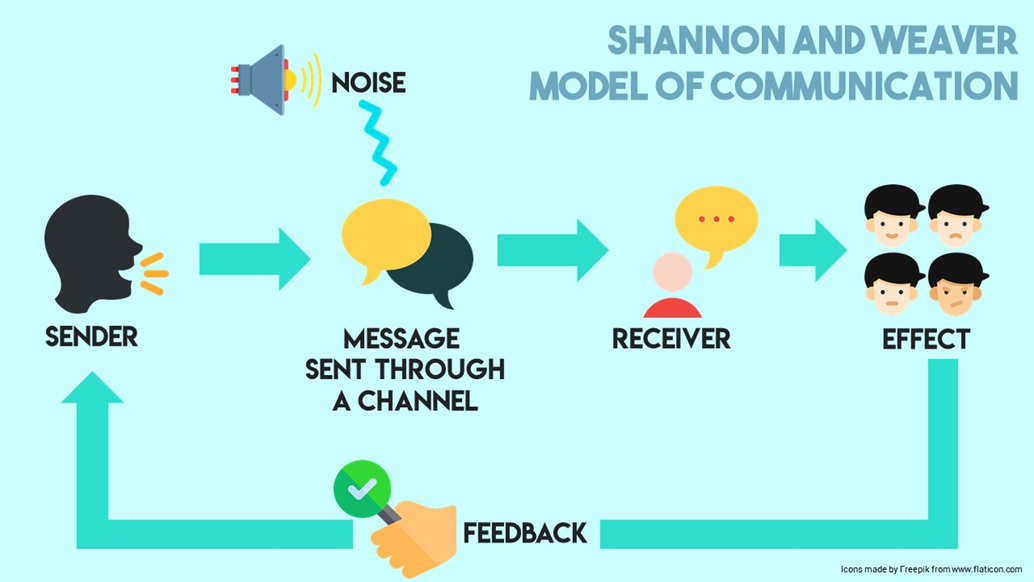 SHANNON AND WEAVER
MODEL OF COMMUNICATION
NOISE
SENDER
MESSAGE
SENT THROUGH
A CHANNEL
RECEIVER
EFFECT
FEEDBACK
Icons made by Freepik from www.flaticon.com